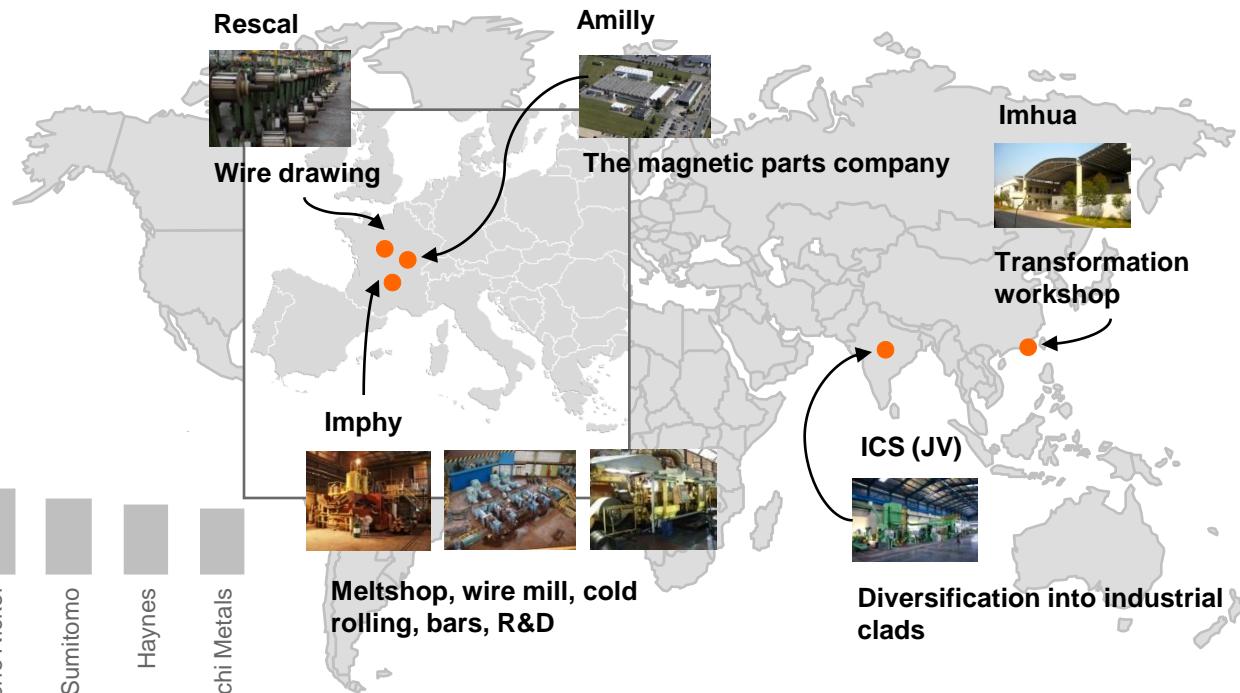 Rescal
Amilly
Imhua
Wire drawing
The magnetic parts company
Transformation
workshop
Imphy
ICS (JV)
Meltshop, wire mill, cold
rolling, bars, R&D
Diversification into industrial
clads
Sumitomo
Haynes
Metals